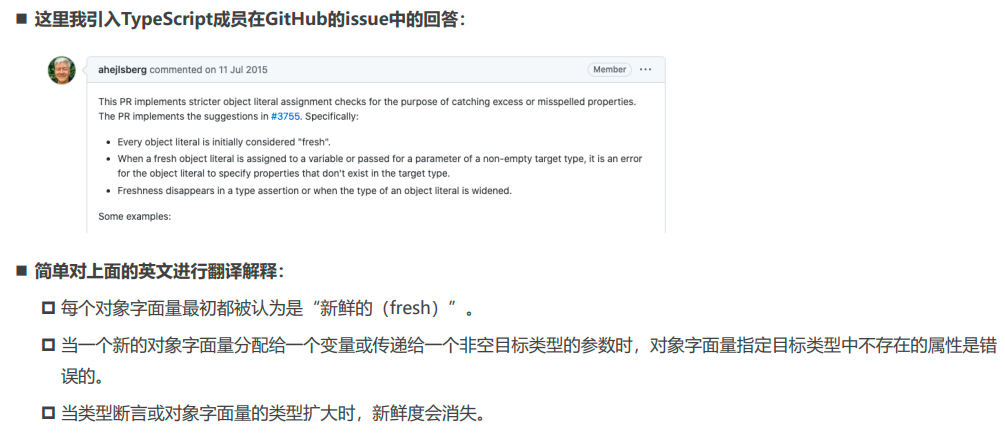 这里我引入TypeScript成员在GitHub的issue中的回答：
ahejlsberg commented on 11 Jul 2015
Member ···
This PR implements stricter object literal assignment checks for the purpose of catching excess or misspelled properties.
The PR implements the suggestions in #3755. Specifically:
• Every object literal is initially considered "fresh".
• When a fresh object literal is assigned to a variable or passed for a parameter of a non-empty target type, it is an error
for the object literal to specify properties that don't exist in the target type.
• Freshness disappears in a type assertion or when the type of an object literal is widened.
Some examples:
简单对上面的英文进行翻译解释：
每个对象字面量最初都被认为是“新鲜的（fresh）”。
当一个新的对象字面量分配给一个变量或传递给一个非空目标类型的参数时，对象字面量指定目标类型中不存在的属性是错
误的。
当类型断言或对象字面量的类型扩大时，新鲜度会消失。